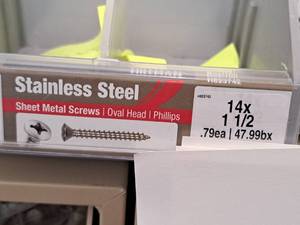 Stainless Steel
Sheet Metal Screws | Oval Head | Phillips
14x
1 1/2
.79ea | 47.99bx